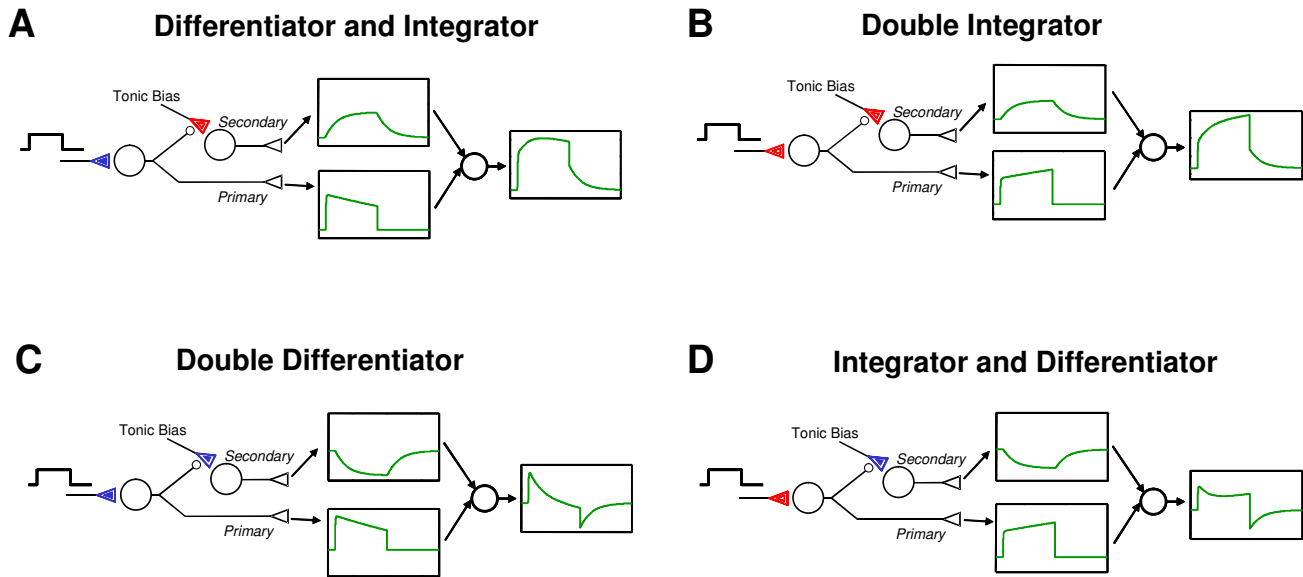 A
Differentiator and Integrator
Tonic Bias
Secondary
Primary
B
Double Integrator
Tonic Bias
Secondary
Primary
C
Double Differentiator
Tonic Bias
Secondary
Primary
D
Integrator and Differentiator
Tonic Bias
Secondary
Primary